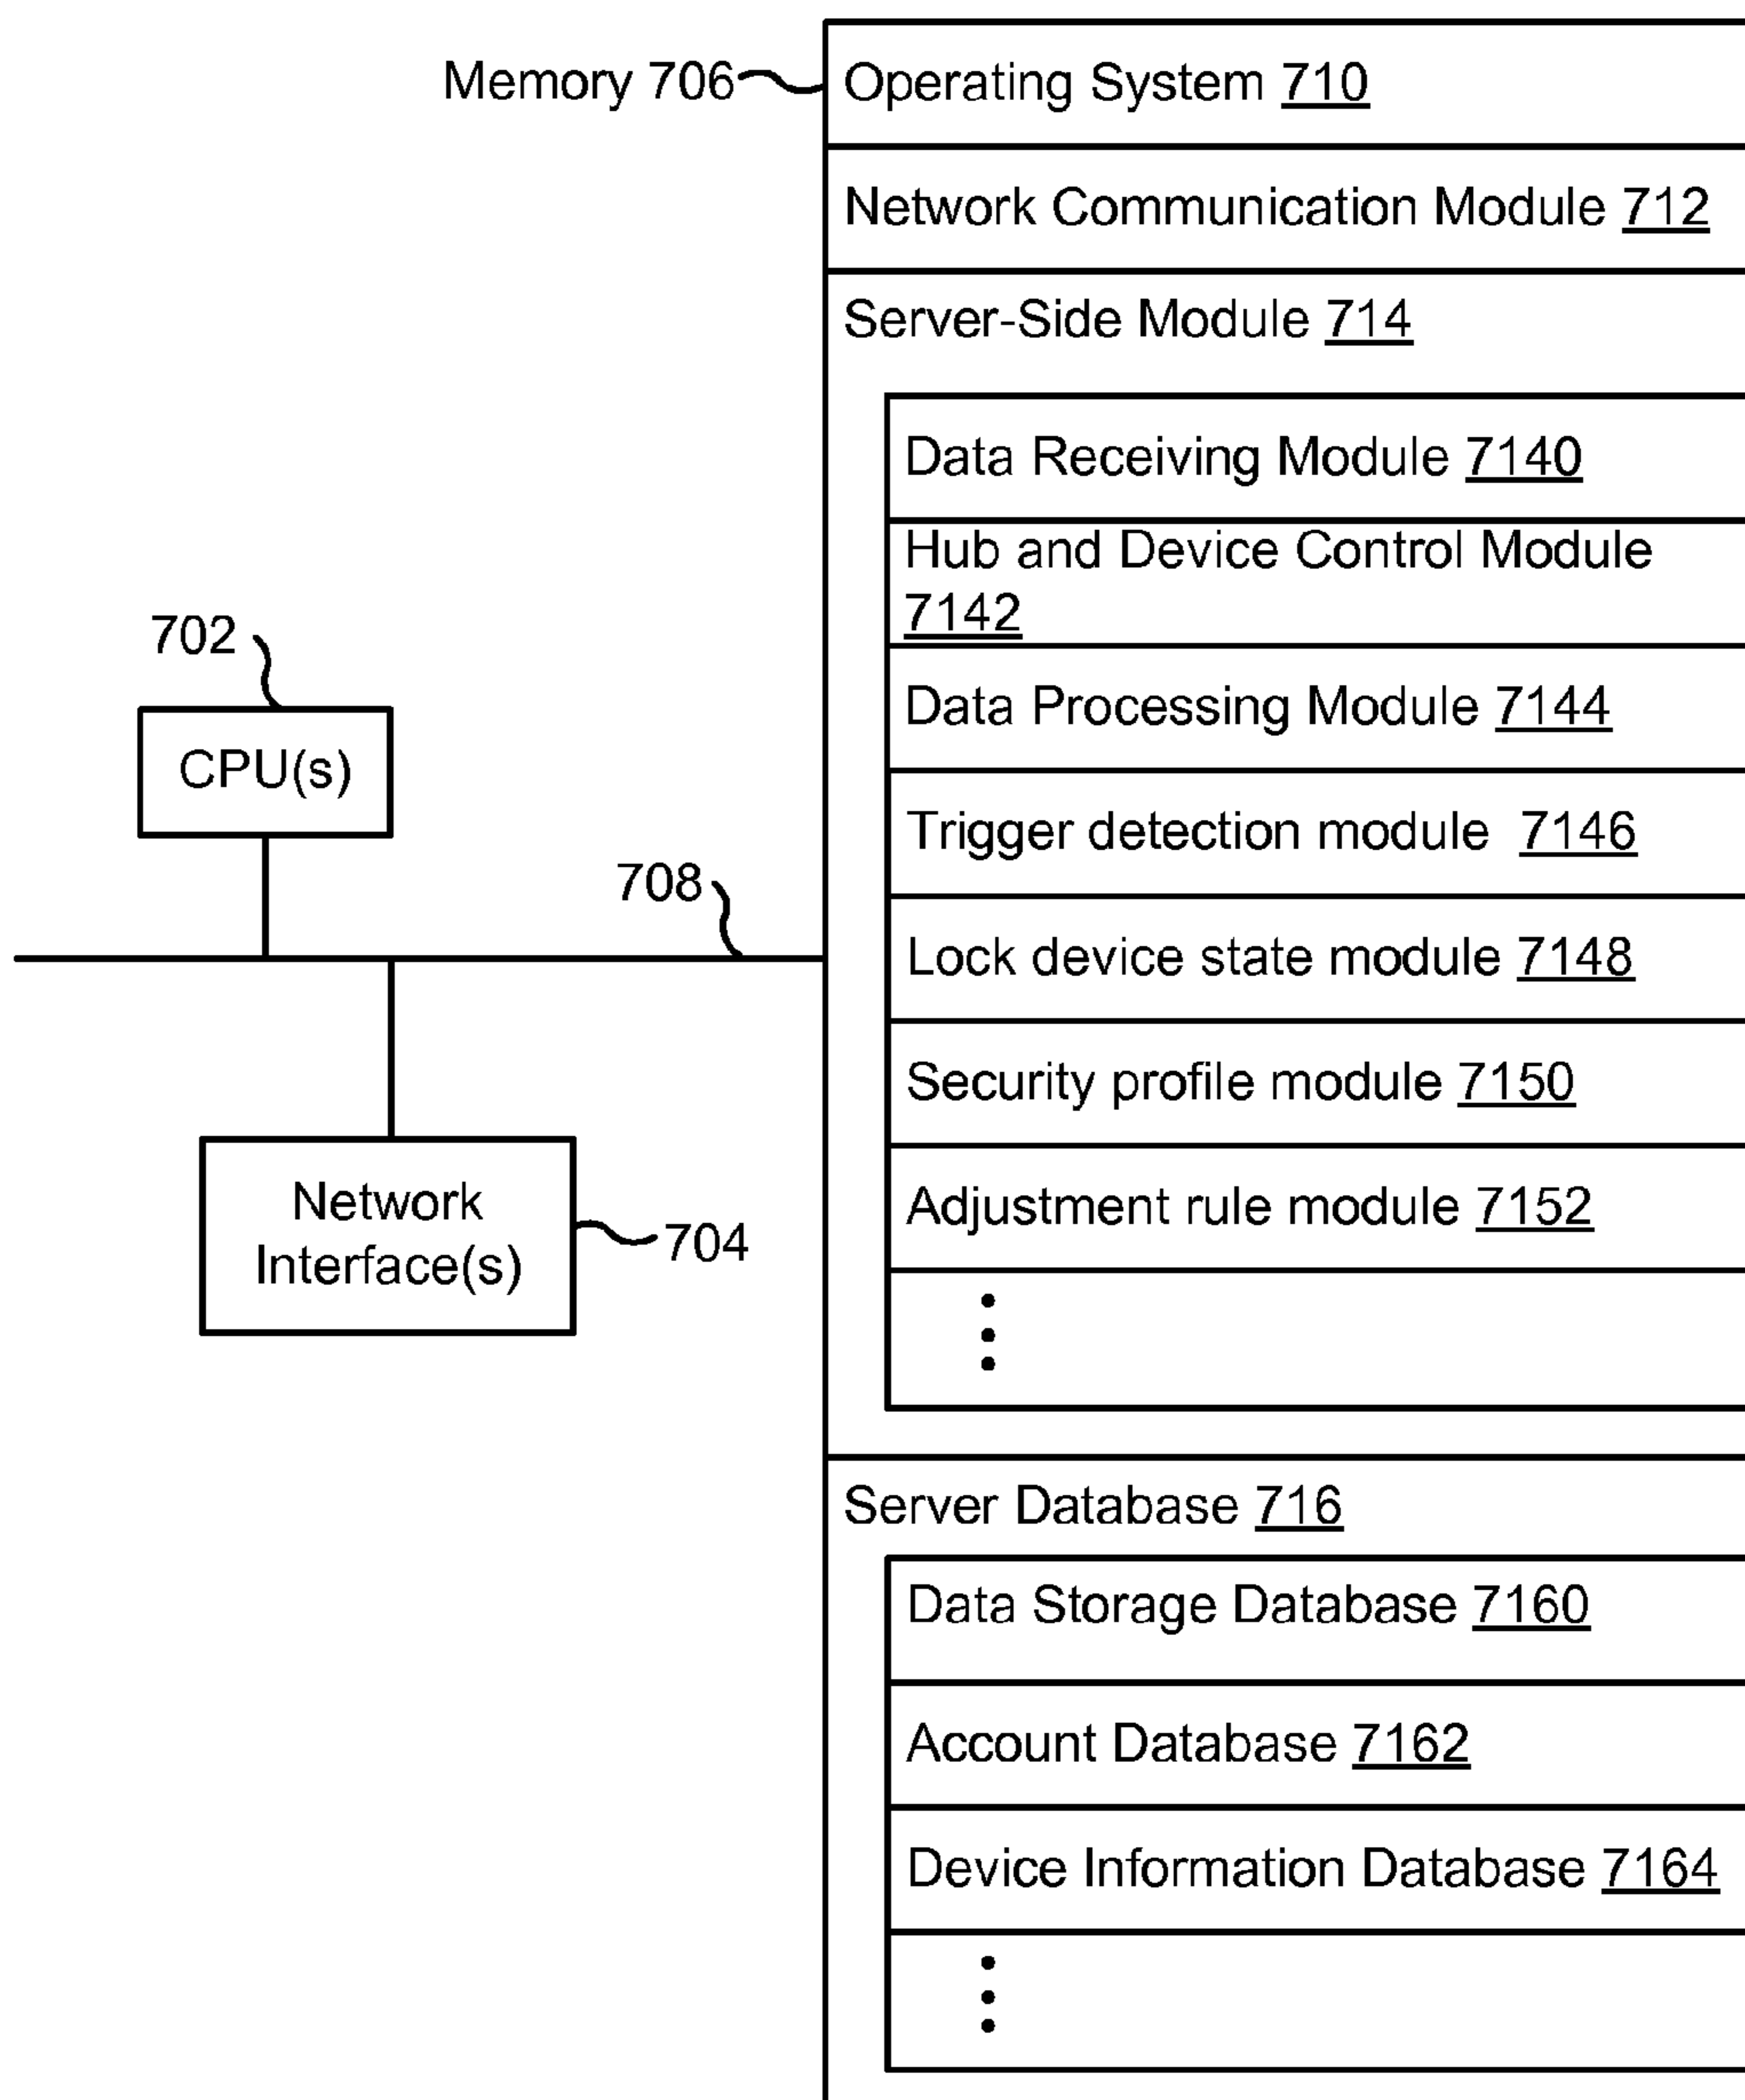 Memory 706
Operating System 710
Network Communication Module 712
Server-Side Module 714
Data Receiving Module 7140
Hub and Device Control Module
7142
Data Processing Module 7144
Trigger detection module 7146
Lock device state module 7148
Security profile module 7150
Adjustment rule module 7152
Server Database 716
Data Storage Database 7160
Account Database 7162
Device Information Database 7164
702
CPU(s)
708
Network
Interface(s)
704